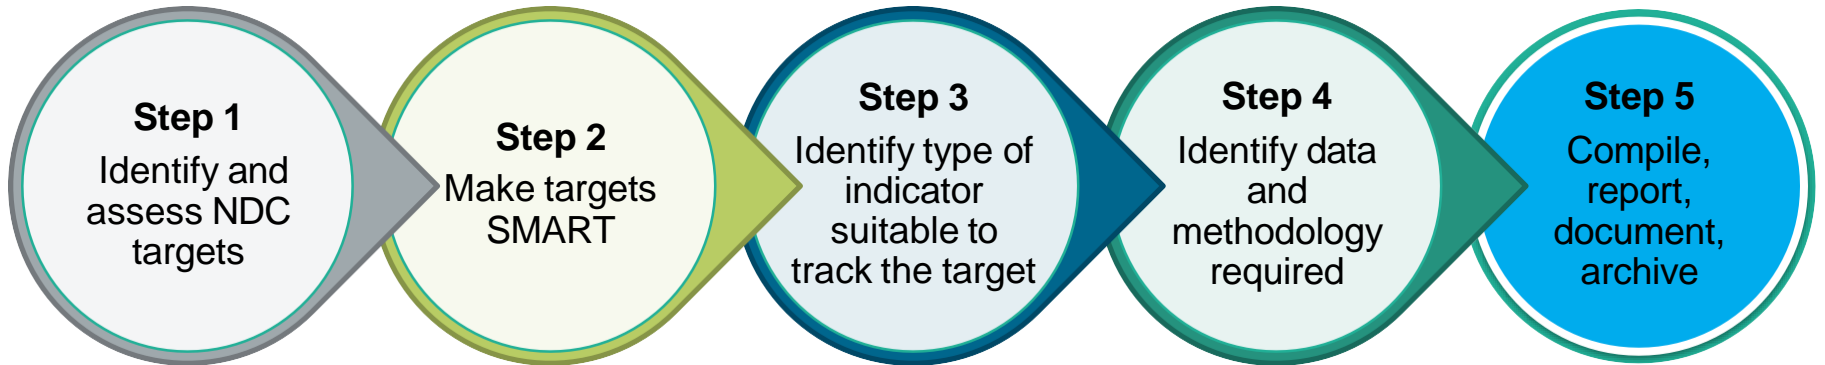 Step 1
Identify and
assess NDC
targets
Step 2
Make targets
SMART
Step 3
Identify type of
indicator
suitable to
track the target
Step 4
Identify data
and
methodology
required
Step 5
Compile,
report,
document,
archive